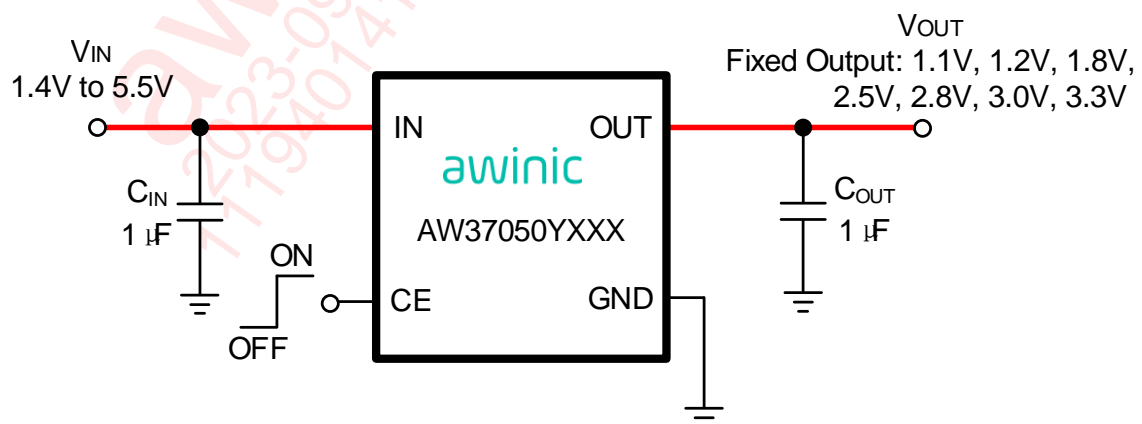 VIN
1.4V to 5.5V
VOUT
Fixed Output: 1.1V, 1.2V, 1.8V,
2.5V, 2.8V, 3.0V, 3.3V
IN
OUT
awinic
AW37050YXXX
CIN
1 μF
COUT
1 μF
ON
OFF
CE
GND